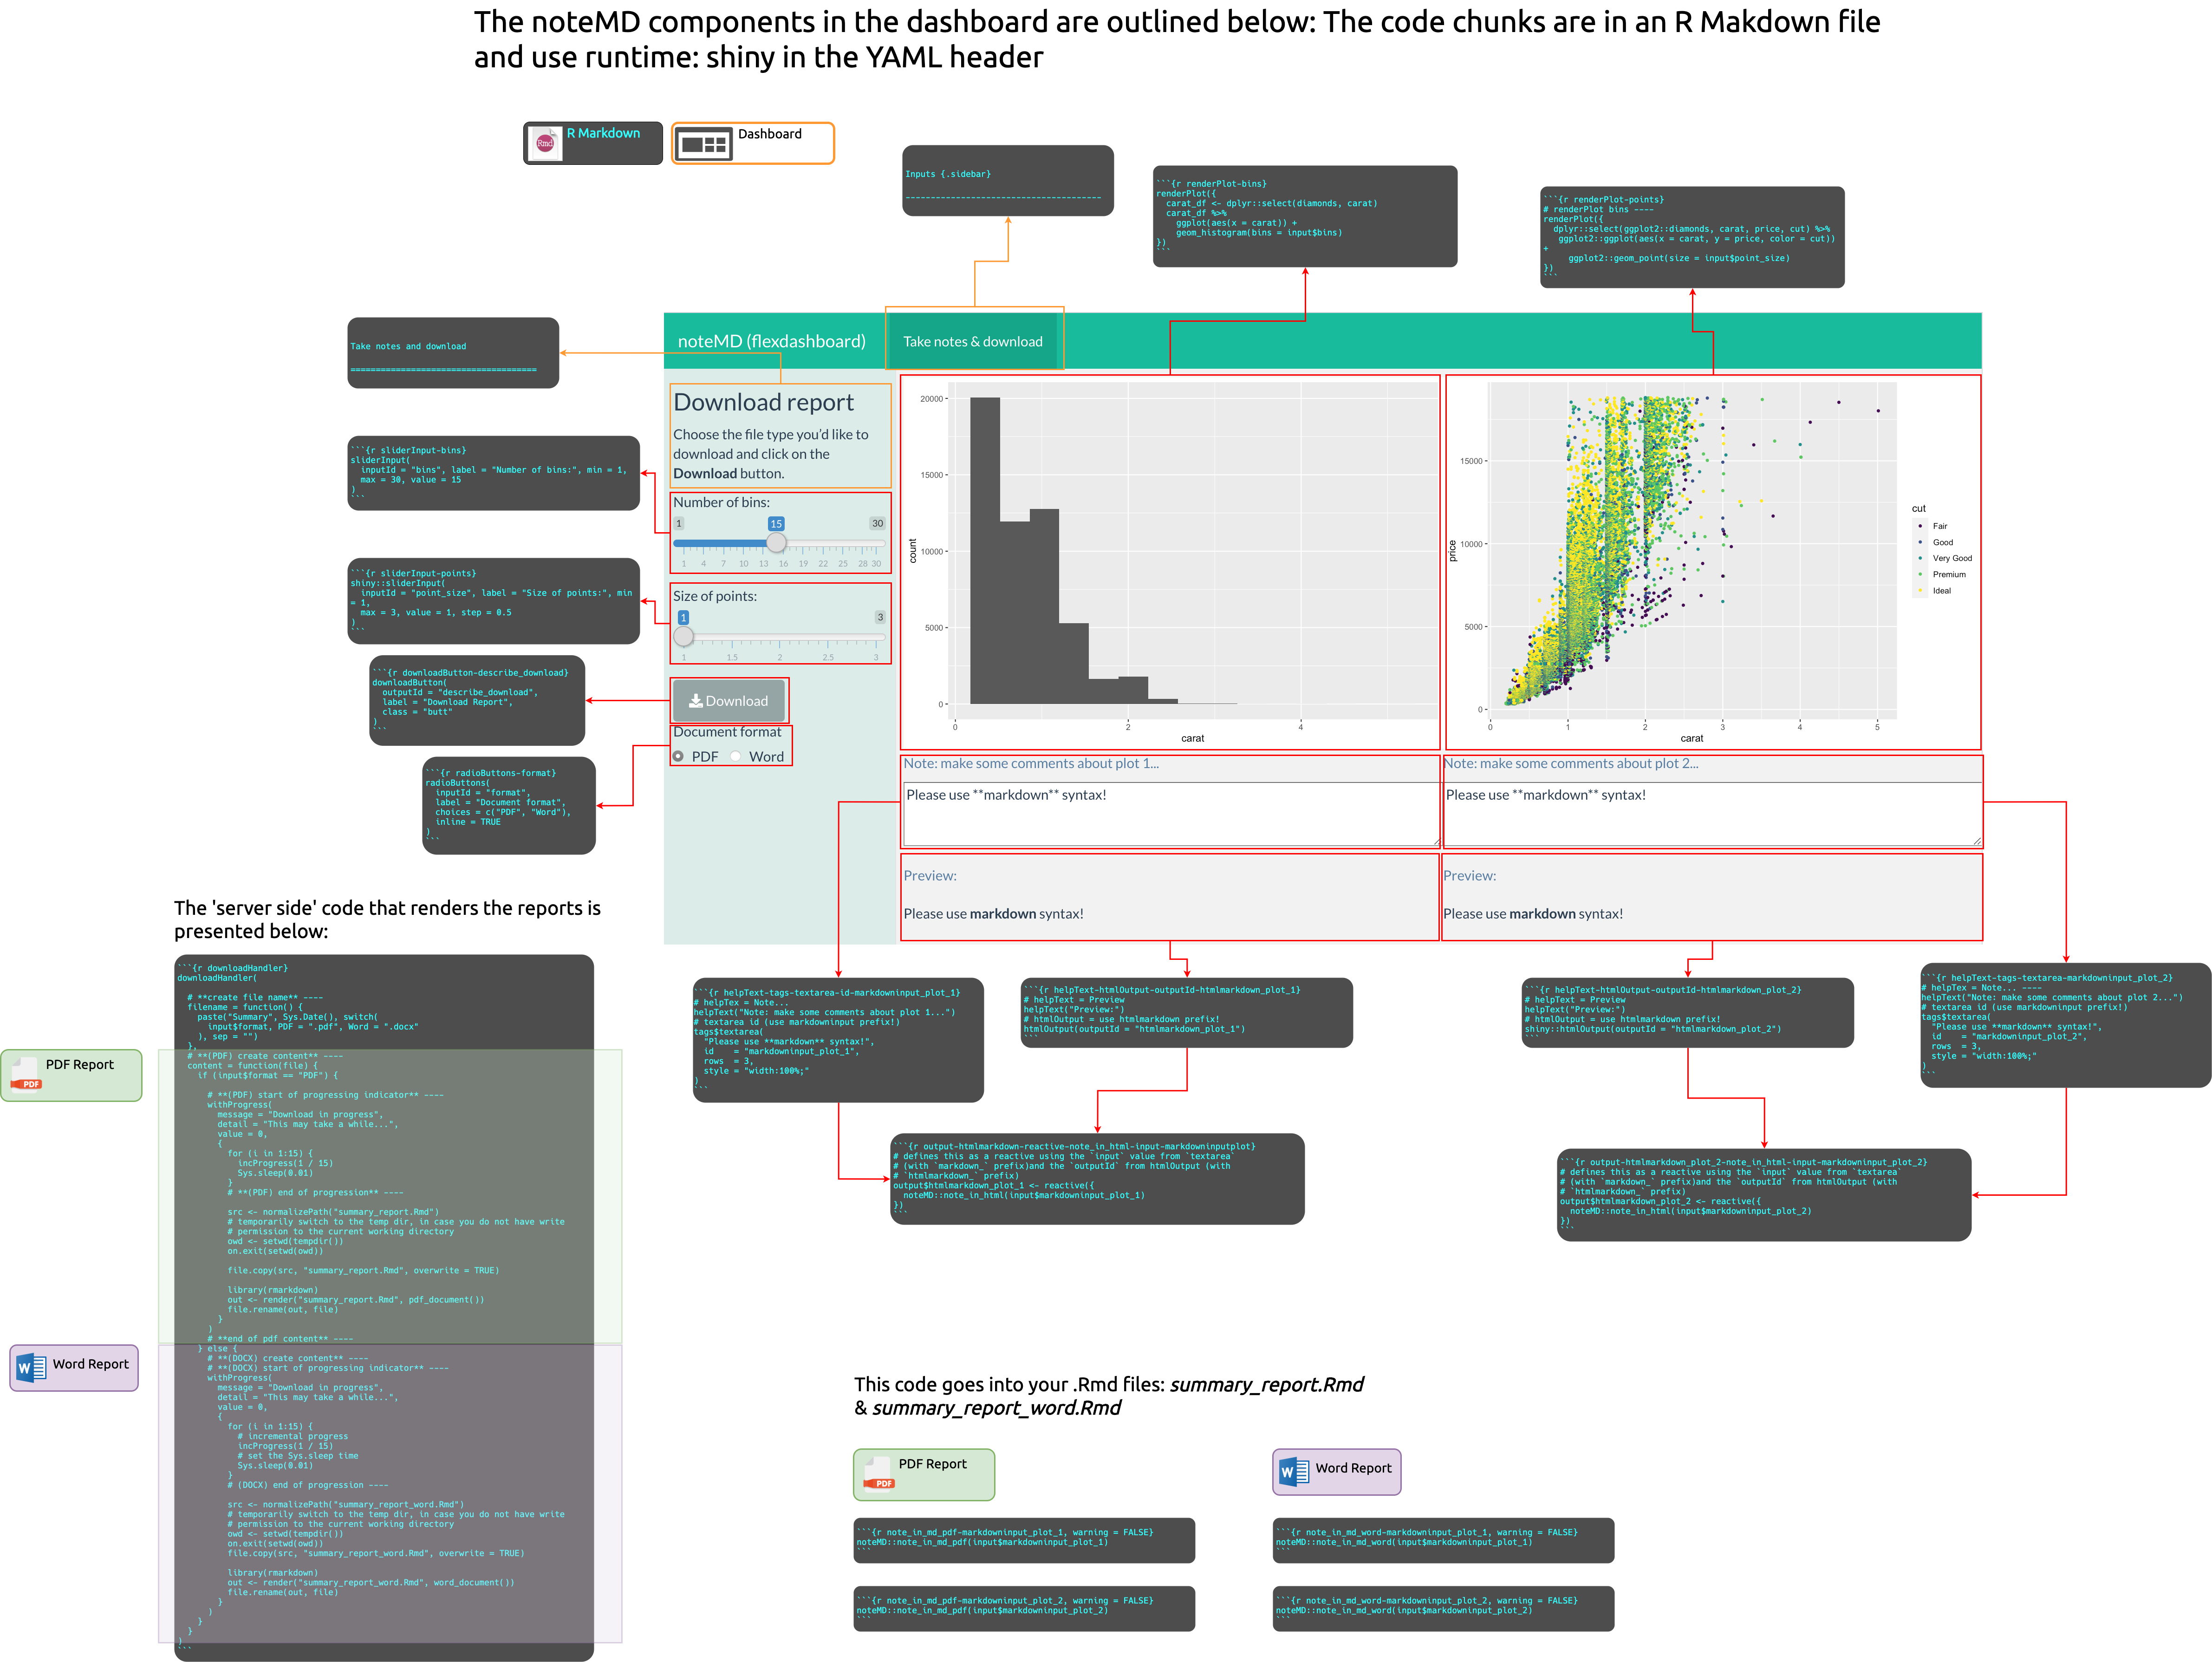 The noteMD components in the dashboard are outlined below: The code chunks are in an R Makdown file
and use runtime: shiny in the YAML header
R Markdown
Rmd
Dashboard
Inputs {.sidebar}
---------------------------------------
```{r renderPlot-bins}
renderPlot({
  carat_df <- dplyr::select(diamonds, carat)
  carat_df %>%
    ggplot(aes(x = carat)) +
    geom_histogram(bins = input$bins)
})
```
```{r renderPlot-points}
# renderPlot bins ----
renderPlot({
  dplyr::select(ggplot2::diamonds, carat, price, cut) %>%
   ggplot2::ggplot(aes(x = carat, y = price, color = cut))
+
     ggplot2::geom_point(size = input$point_size)
})
```
Take notes and download
=====================================
```{r sliderInput-bins}
sliderInput(
  inputId = "bins", label = "Number of bins:", min = 1,
  max = 30, value = 15
)
```
```{r sliderInput-points}
shiny::sliderInput(
  inputId = "point_size", label = "Size of points:", min
= 1,
  max = 3, value = 1, step = 0.5
)
```
```{r downloadButton-describe_download}
downloadButton(
  outputId = "describe_download",
  label = "Download Report",
  class = "butt"
)
```
```{r radioButtons-format}
radioButtons(
  inputId = "format",
  label = "Document format",
  choices = c("PDF", "Word"),
  inline = TRUE
)
```
noteMD (flexdashboard)
Take notes & download
Download report
Choose the file type you'd like to
download and click on the
Download button.
Number of bins:
1 15 30
1 4 7 10 13 16 19 22 25 28 30
Size of points:
1 3
1 1.5 2 2.5 3
Download
Document format
PDF Word
20000
15000
10000
5000
0
count
0 2 4
carat
15000
10000
5000
0
price
0 1 2 3 4 5
carat
cut
Fair
Good
Very Good
Premium
Ideal
Note: make some comments about plot 1...
Please use **markdown** syntax!
Note: make some comments about plot 2...
Please use **markdown** syntax!
Preview:
Please use markdown syntax!
Preview:
Please use markdown syntax!
```{r helpText-tags-textarea-id-markdowninput_plot_1}
# helpTex = Note...
helpText("Note: make some comments about plot 1...")
# textarea id (use markdowninput prefix!)
tags$textarea(
  "Please use **markdown** syntax!",
  id    = "markdowninput_plot_1",
  rows  = 3,
  style = "width:100%;"
)
```
```{r helpText-htmlOutput-outputId-htmlmarkdown_plot_1}
# helpText = Preview
helpText("Preview:")
# htmlOutput = use htmlmarkdown prefix!
htmlOutput(outputId = "htmlmarkdown_plot_1")
```
```{r helpText-htmlOutput-outputId-htmlmarkdown_plot_2}
# helpText = Preview
helpText("Preview:")
# htmlOutput = use htmlmarkdown prefix!
shiny::htmlOutput(outputId = "htmlmarkdown_plot_2")
```
```{r helpText-tags-textarea-markdowninput_plot_2}
# helpTex = Note... ----
helpText("Note: make some comments about plot 2...")
# textarea id (use markdowninput prefix!)
tags$textarea(
  "Please use **markdown** syntax!",
  id    = "markdowninput_plot_2",
  rows  = 3,
  style = "width:100%;"
)
```
```{r output-htmlmarkdown-reactive-note_in_html-input-markdowninputplot}
# defines this as a reactive using the `input` value from `textarea`
# (with `markdown_` prefix)and the `outputId` from htmlOutput (with
# `htmlmarkdown_` prefix)
output$htmlmarkdown_plot_1 <- reactive({
  noteMD::note_in_html(input$markdowninput_plot_1)
})
```
```{r output-htmlmarkdown_plot_2-note_in_html-input-markdowninput_plot_2}
# defines this as a reactive using the `input` value from `textarea`
# (with `markdown_` prefix)and the `outputId` from htmlOutput (with
# `htmlmarkdown_` prefix)
output$htmlmarkdown_plot_2 <- reactive({
  noteMD::note_in_html(input$markdowninput_plot_2)
})
```
The 'server side' code that renders the reports is
presented below:
PDF Report
PDF
Word Report
W
```{r downloadHandler}
downloadHandler(
  # **create file name** ----
  filename = function() {
    paste("Summary", Sys.Date(), switch(
      input$format, PDF = ".pdf", Word = ".docx"
    ), sep = "")
  },
  # **(PDF) create content** ----
  content = function(file) {
    if (input$format == "PDF") {
      # **(PDF) start of progressing indicator** ----
      withProgress(
        message = "Download in progress",
        detail = "This may take a while...",
        value = 0,
        {
          for (i in 1:15) {
            incProgress(1 / 15)
            Sys.sleep(0.01)
          }
          # **(PDF) end of progression** ----
          src <- normalizePath("summary_report.Rmd")
          # temporarily switch to the temp dir, in case you do not have write
          # permission to the current working directory
          owd <- setwd(tempdir())
          on.exit(setwd(owd))
          file.copy(src, "summary_report.Rmd", overwrite = TRUE)
          library(rmarkdown)
          out <- render("summary_report.Rmd", pdf_document())
          file.rename(out, file)
        }
      )
      # **end of pdf content** ----
    } else {
      # **(DOCX) create content** ----
      # **(DOCX) start of progressing indicator** ----
      withProgress(
        message = "Download in progress",
        detail = "This may take a while...",
        value = 0,
        {
          for (i in 1:15) {
            # incremental progress
            incProgress(1 / 15)
            # set the Sys.sleep time
            Sys.sleep(0.01)
          }
          # (DOCX) end of progression ----
          src <- normalizePath("summary_report_word.Rmd")
          # temporarily switch to the temp dir, in case you do not have write
          # permission to the current working directory
          owd <- setwd(tempdir())
          on.exit(setwd(owd))
          file.copy(src, "summary_report_word.Rmd", overwrite = TRUE)
          library(rmarkdown)
          out <- render("summary_report_word.Rmd", word_document())
          file.rename(out, file)
        }
      )
    }
  }
)
```
This code goes into your .Rmd files: summary_report.Rmd
& summary_report_word.Rmd
PDF Report
PDF
```{r note_in_md_pdf-markdowninput_plot_1, warning = FALSE}
noteMD::note_in_md_pdf(input$markdowninput_plot_1)
```
```{r note_in_md_pdf-markdowninput_plot_2, warning = FALSE}
noteMD::note_in_md_pdf(input$markdowninput_plot_2)
```
Word Report
W
```{r note_in_md_word-markdowninput_plot_1, warning = FALSE}
noteMD::note_in_md_word(input$markdowninput_plot_1)
```
```{r note_in_md_word-markdowninput_plot_2, warning = FALSE}
noteMD::note_in_md_word(input$markdowninput_plot_2)
```